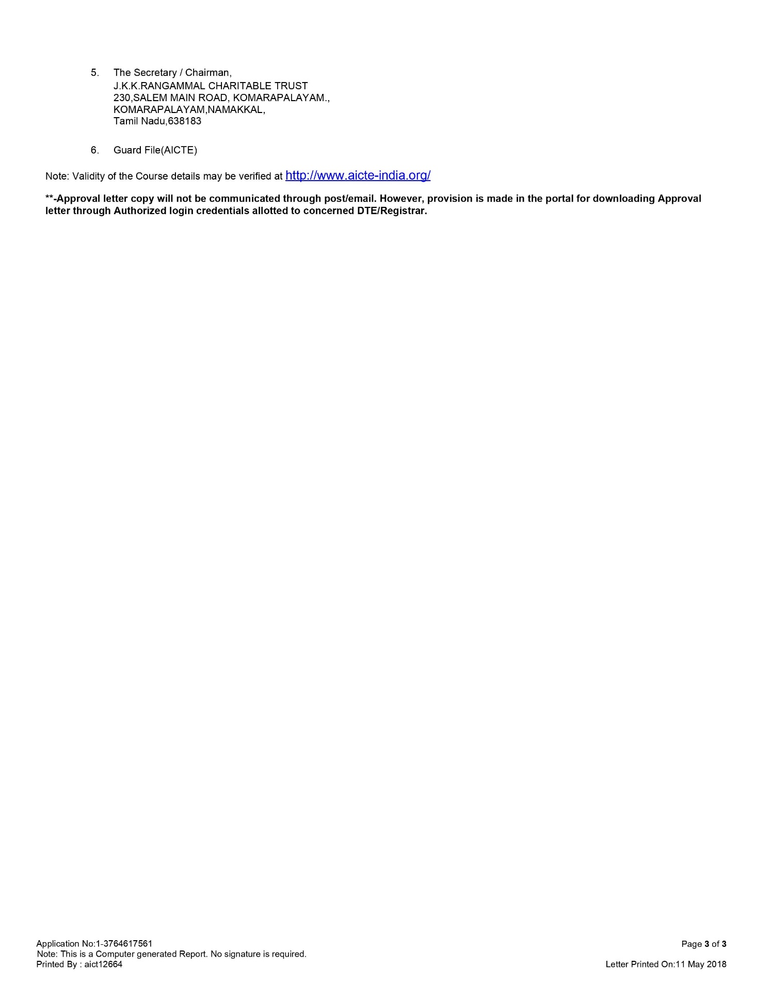 5. The Secretary / Chairman,
J.K.K.RANGAMMAL CHARITABLE TRUST
230,SALEM MAIN ROAD, KOMARAPALAYAM.,
KOMARAPALAYAM,NAMAKKAL,
Tamil Nadu,638183
6. Guard File(AICTE)
Note: Validity of the Course details may be verified at http://www.aicte-india.org/
**-Approval letter copy will not be communicated through post/email. However, provision is made in the portal for downloading Approval
letter through Authorized login credentials allotted to concerned DTE/Registrar.
Application No:1-3764617561 Page 3 of 3
Note: This is a Computer generated Report. No signature is required.
Printed By : aict12664 Letter Printed On:11 May 2018